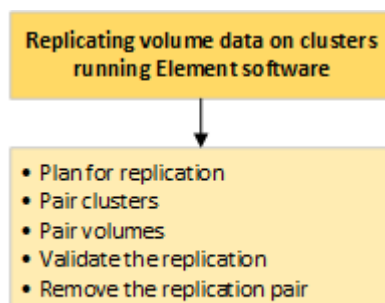 Replicating volume data on clusters
running Element software
• Plan for replication
• Pair clusters
• Pair volumes
• Validate the replication
• Remove the replication pair